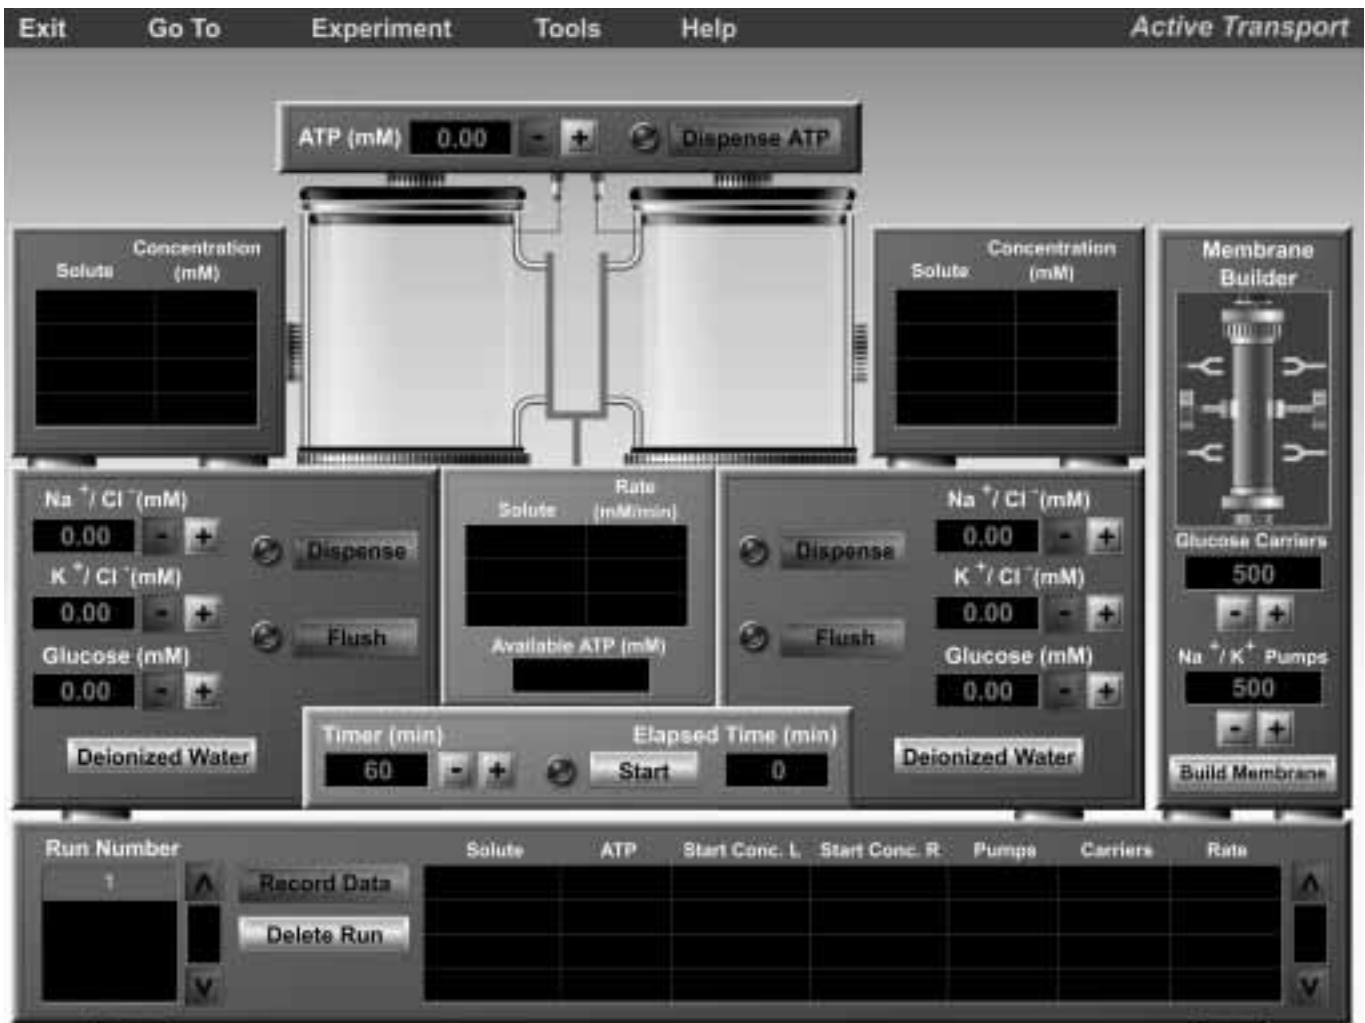 Exit Go To Experiment Tools Help Active Transport
ATP (mM) 0.00 - + Dispense ATP
Solute Concentration (mM)
Solute Concentration (mM)
Membrane
Builder
Na +/ Cl -(mM)
0.00 - +
Dispense
K +/ Cl -(mM)
0.00 - +
Flush
Glucose (mM)
0.00 - +
Deionized Water
Solute Rate (mM/min)
Available ATP (mM)
Na +/ Cl -(mM)
Dispense 0.00 - +
K +/ Cl -(mM)
0.00 - +
Flush
Glucose (mM)
0.00 - +
Deionized Water
Glucose Carriers
500
- +
Na +/K+ Pumps
500
- +
Build Membrane
Timer (min) Elapsed Time (min)
60 - + Start 0
Run Number
1
Record Data
Delete Run
Solute ATP Start Conc. L Start Conc. R Pumps Carriers Rate